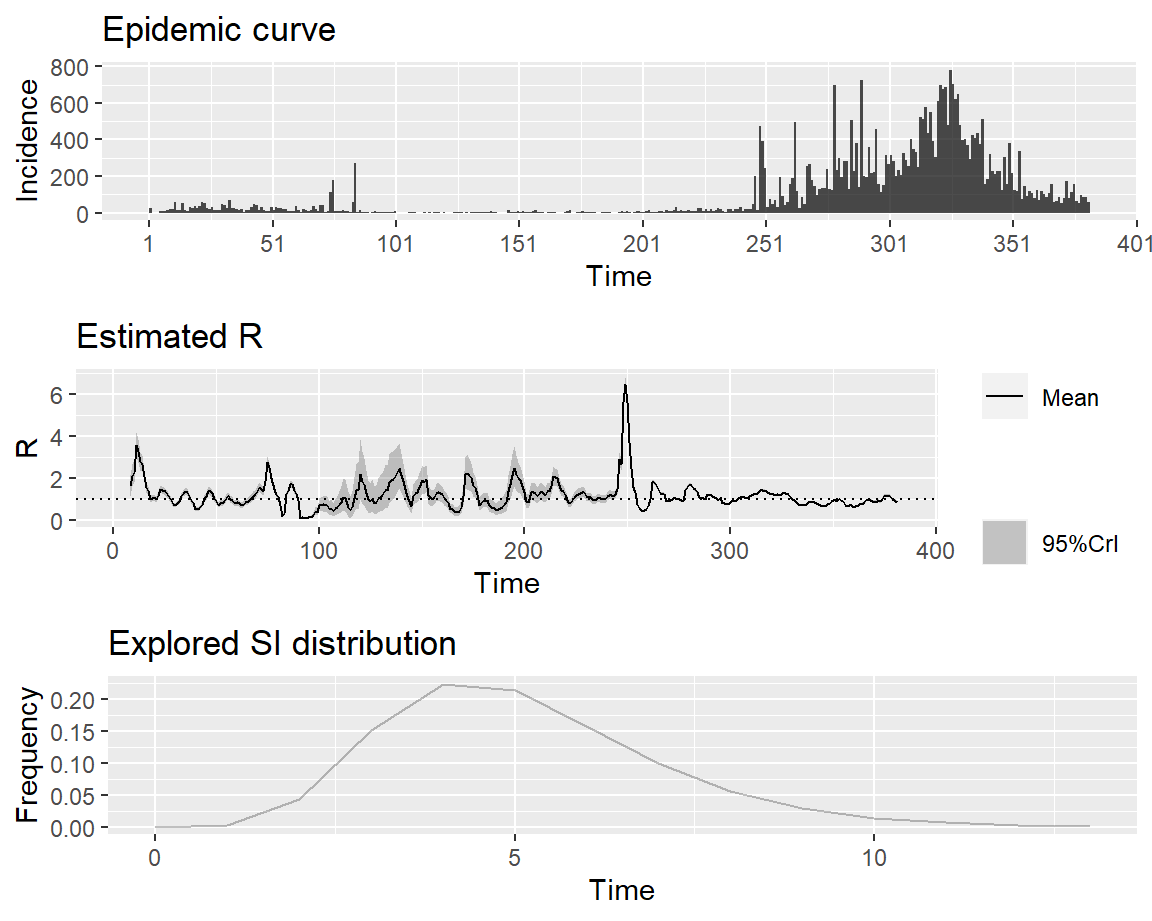 Epidemic curve
800
600
400
200
0
Incidence
1 51 101 151 201 251 301 351 401
Time
Estimated R
6
4
2
0
R
0 100 200 300 400
Time
Mean
95%CrI
Explored SI distribution
0.20
0.15
0.10
0.05
0.00
Frequency
0 5 10
Time